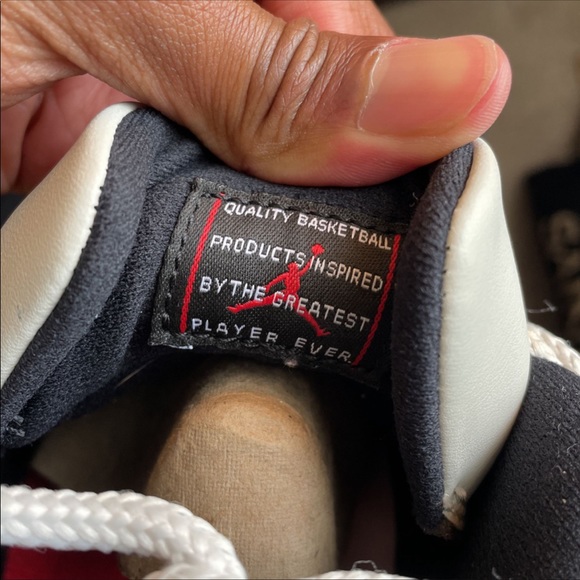 QUALITY BASKETBALL
PRODUCTS INSPIRED
BY THE GREATEST
PLAYER EVER.